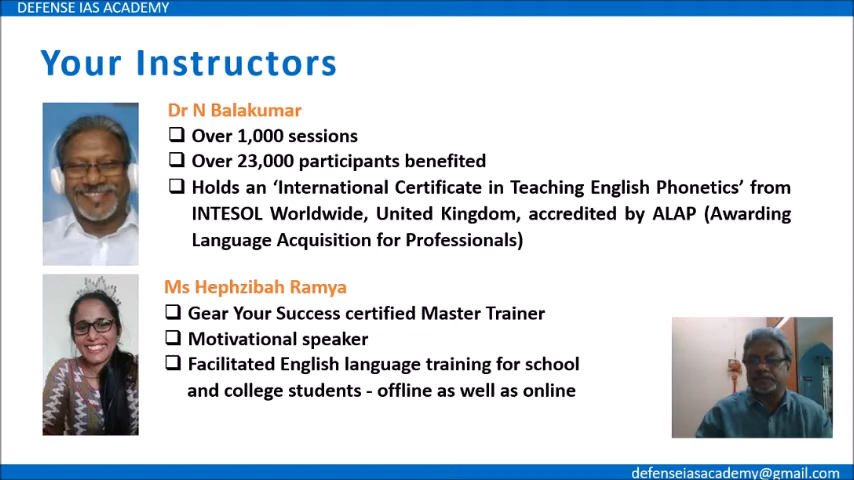 DEFENSE IAS ACADEMY
Your Instructors
Dr N Balakumar
❑ Over 1,000 sessions
❑ Over 23,000 participants benefited
❑ Holds an ‘International Certificate in Teaching English Phonetics’ from
INTESOL Worldwide, United Kingdom, accredited by ALAP (Awarding
Language Acquisition for Professionals)
Ms Hephzibah Ramya
❑ Gear Your Success certified Master Trainer
❑ Motivational speaker
❑ Facilitated English language training for school
and college students - offline as well as online
defenseiasacademy@gmail.com